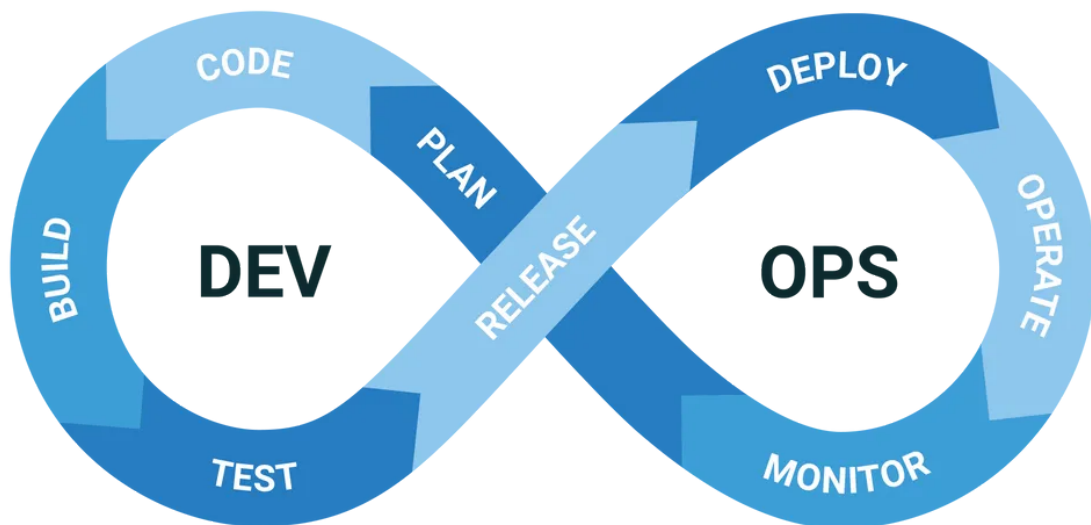 CODE
DEPLOY
PLAN
OPERATE
BUILD
DEV
RELEASE
OPS
TEST
MONITOR